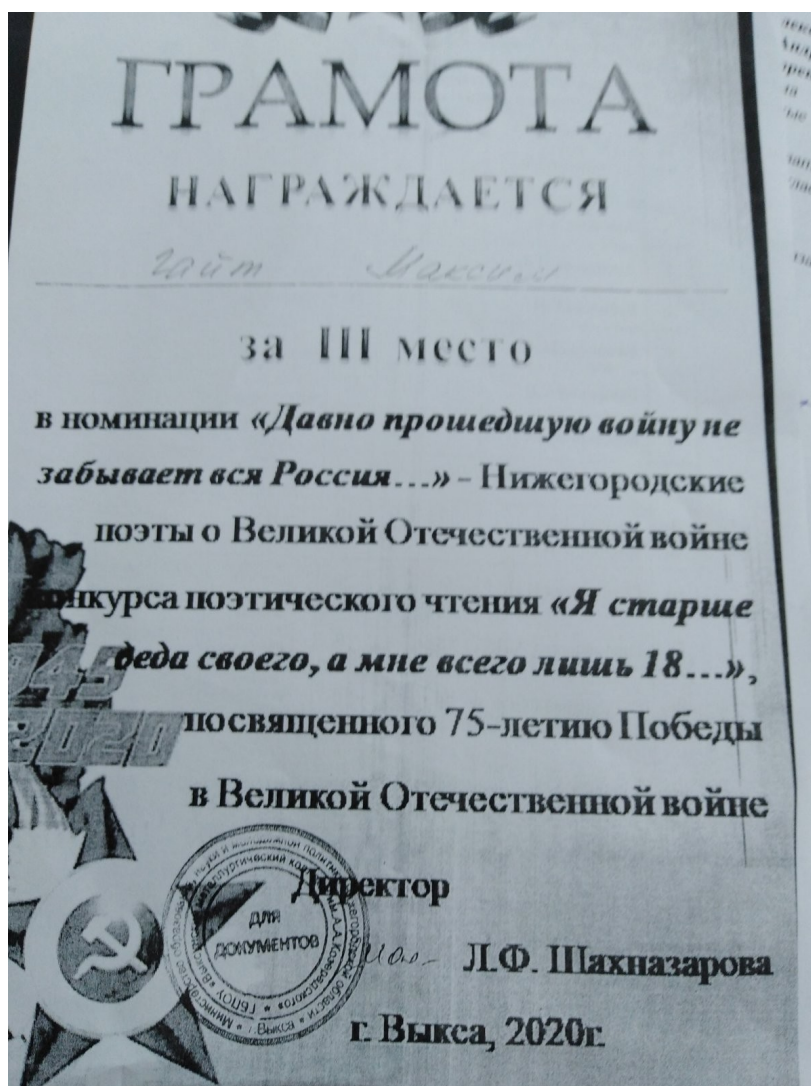 ГРАМОТА
НАГРАЖДАЕТСЯ
Гайт Максим
за III место
в номинации «Давно прошедшую войну не
забывает вся Россия...» - Нижегородские
поэты о Великой Отечественной войне
конкурса поэтического чтения «Я старше
деда своего, а мне всего лишь 18...»,
1945
2020
посвященного 75-летию Победы
в Великой Отечественной войне
Директор
ДЛЯ
ДОКУМЕНТОВ
Л.Ф. Шахназарова
г. Выкса
г. Выкса, 2020г.